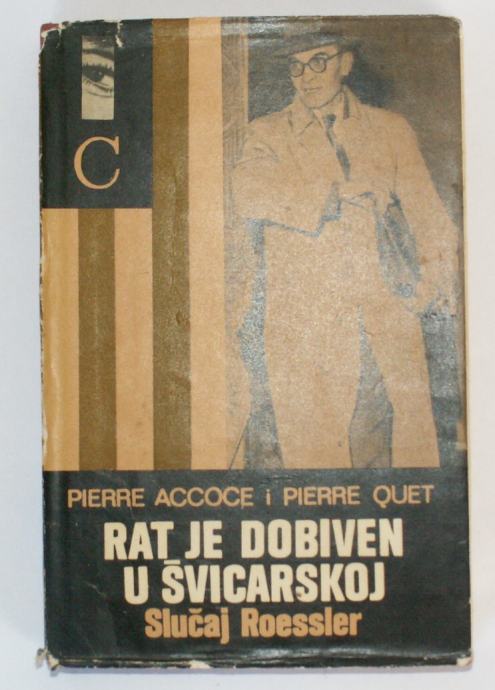 C
PIERRE ACCOCE i PIERRE QUET
RAT JE DOBIVEN
U ŠVICARSKOJ
Slučaj Roessler